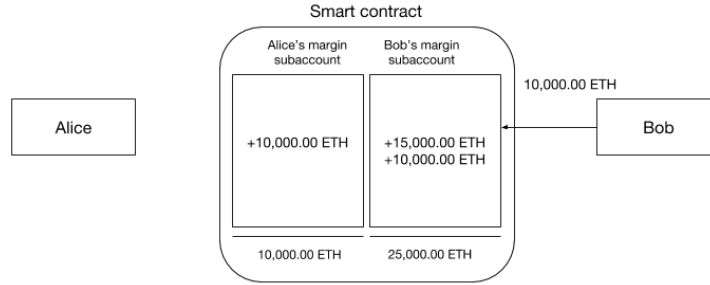 Smart contract
Alice's margin subaccount
Bob's margin subaccount
10,000.00 ETH
Alice
+10,000.00 ETH
+15,000.00 ETH
+10,000.00 ETH
Bob
10,000.00 ETH
25,000.00 ETH